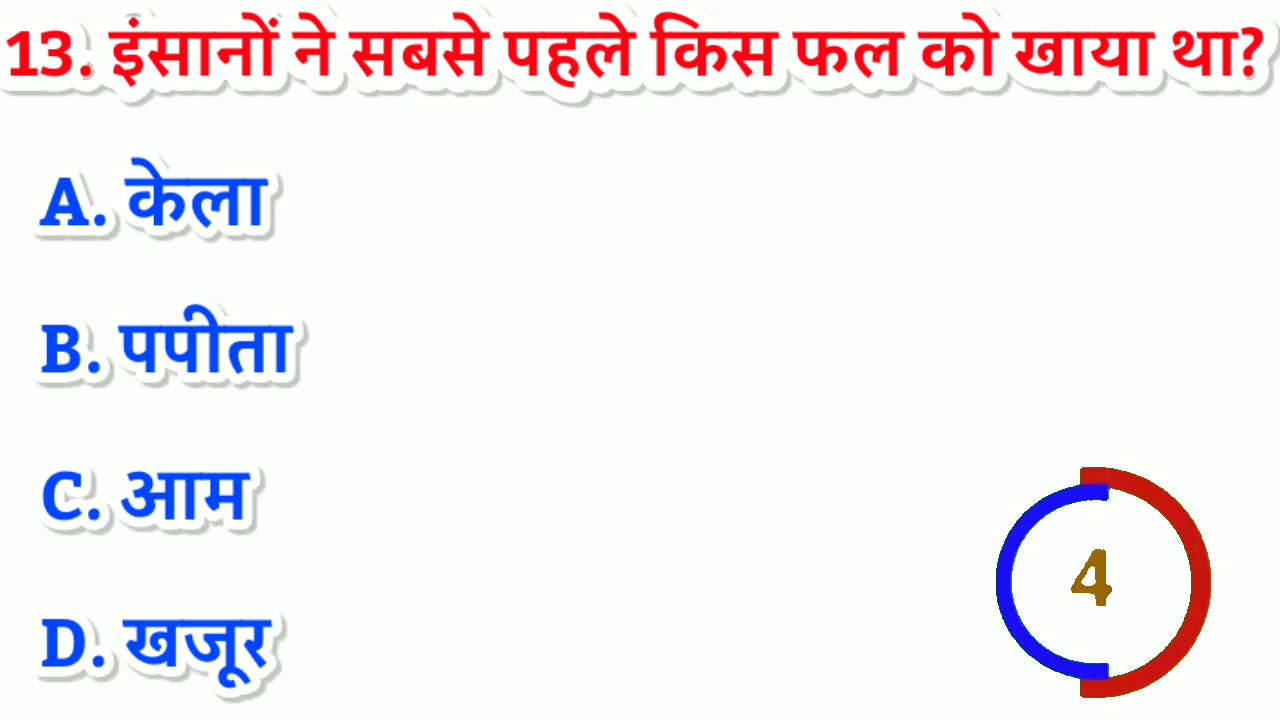 13. इंसानों ने सबसे पहले किस फल को खाया था?
A. केला
B. पपीता
C. आम
D. खजूर
4